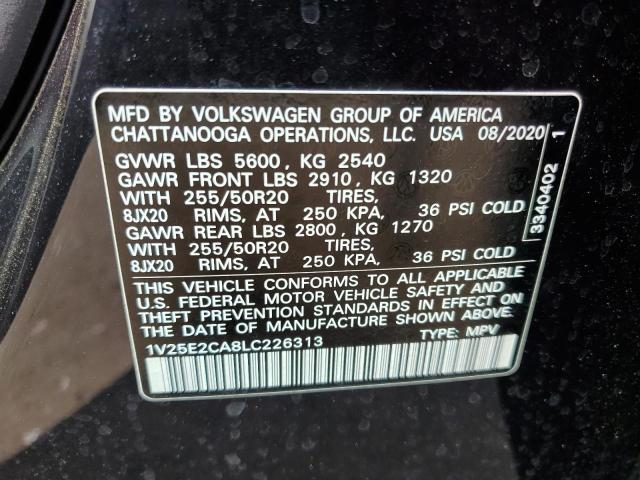 MFD BY VOLKSWAGEN GROUP OF AMERICA
CHATTANOOGA OPERATIONS, LLC. USA 08/2020
GVWR LBS 5600, KG 2540
GAWR FRONT LBS 2910, KG 1320
WITH 255/50R20 TIRES,
8JX20 RIMS, AT 250 KPA, 36 PSI COLD
GAWR REAR LBS 2800, KG 1270
WITH 255/50R20 TIRES,
8JX20 RIMS, AT 250 KPA, 36 PSI COLD
THIS VEHICLE CONFORMS TO ALL APPLICABLE
U.S. FEDERAL MOTOR VEHICLE SAFETY AND
THEFT PREVENTION STANDARDS IN EFFECT ON
THE DATE OF MANUFACTURE SHOWN ABOVE.
1V25E2CA8LC226313 TYPE: MPV
3340402 1